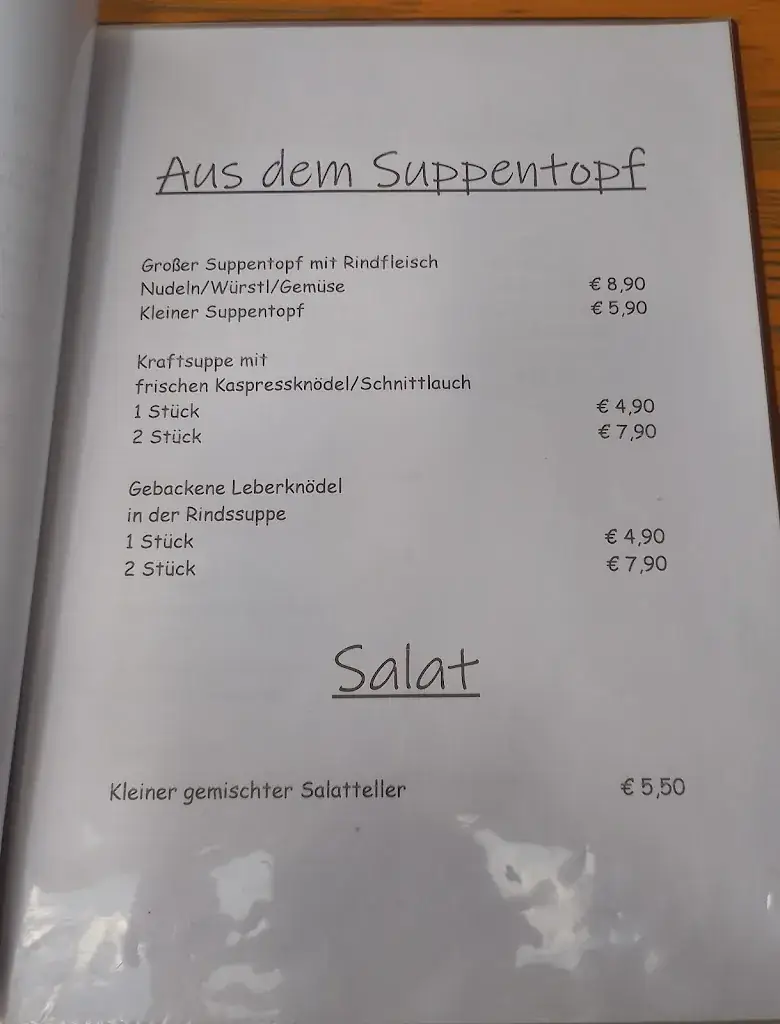 Aus dem Suppentopf
Großer Suppentopf mit Rindfleisch
Nudeln/Würstl/Gemüse € 8,90
Kleiner Suppentopf € 5,90
Kraftsuppe mit
frischen Kaspressknödel/Schnittlauch
1 Stück € 4,90
2 Stück € 7,90
Gebackene Leberknödel
in der Rindssuppe
1 Stück € 4,90
2 Stück € 7,90
Salat
Kleiner gemischter Salatteller € 5,50